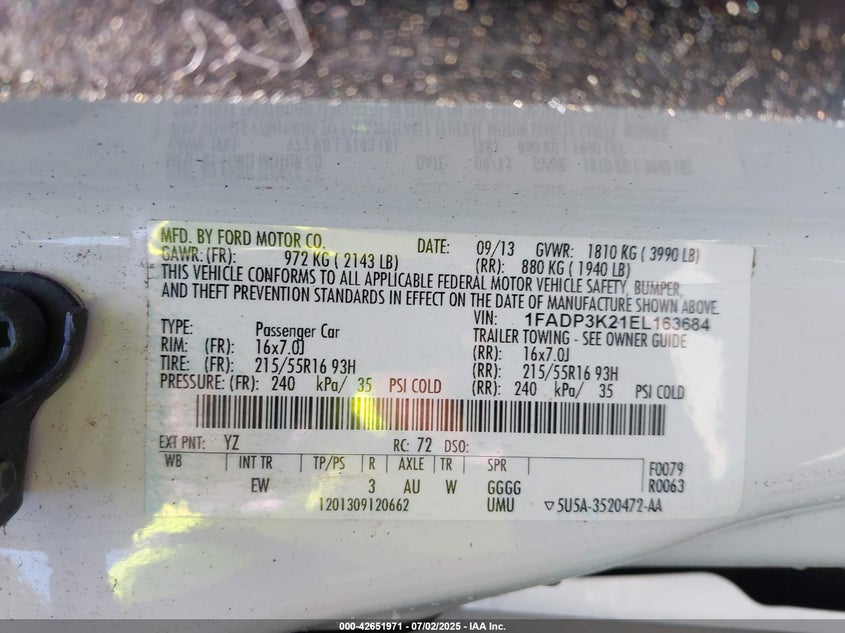 MFD. BY FORD MOTOR CO. DATE: 09/13 GVWR: 1810 KG ( 3990 LB)
GAWR:(FR): 972 KG ( 2143 LB) (RR): 880 KG ( 1940 LB)
THIS VEHICLE CONFORMS TO ALL APPLICABLE FEDERAL MOTOR VEHICLE SAFETY, BUMPER,
AND THEFT PREVENTION STANDARDS IN EFFECT ON THE DATE OF MANUFACTURE SHOWN ABOVE.
VIN: 1FADP3K21EL163684
TYPE: Passenger Car TRAILER TOWING - SEE OWNER GUIDE
RIM: (FR): 16x7.0J (RR): 16x7.0J
TIRE: (FR): 215/55R16 93H (RR): 215/55R16 93H
PRESSURE: (FR): 240 kPa/ 35 PSI COLD (RR): 240 kPa/ 35 PSI COLD
EXT PNT: YZ RC: 72 DSO:
WB INT TR TP/PS R AXLE TR SPR F0079
EW 3 AU W GGGG R0063
1201309120662 UMU ▽5U5A-3520472-AA
000-42651971 - 07/02/2025 - IAA Inc.